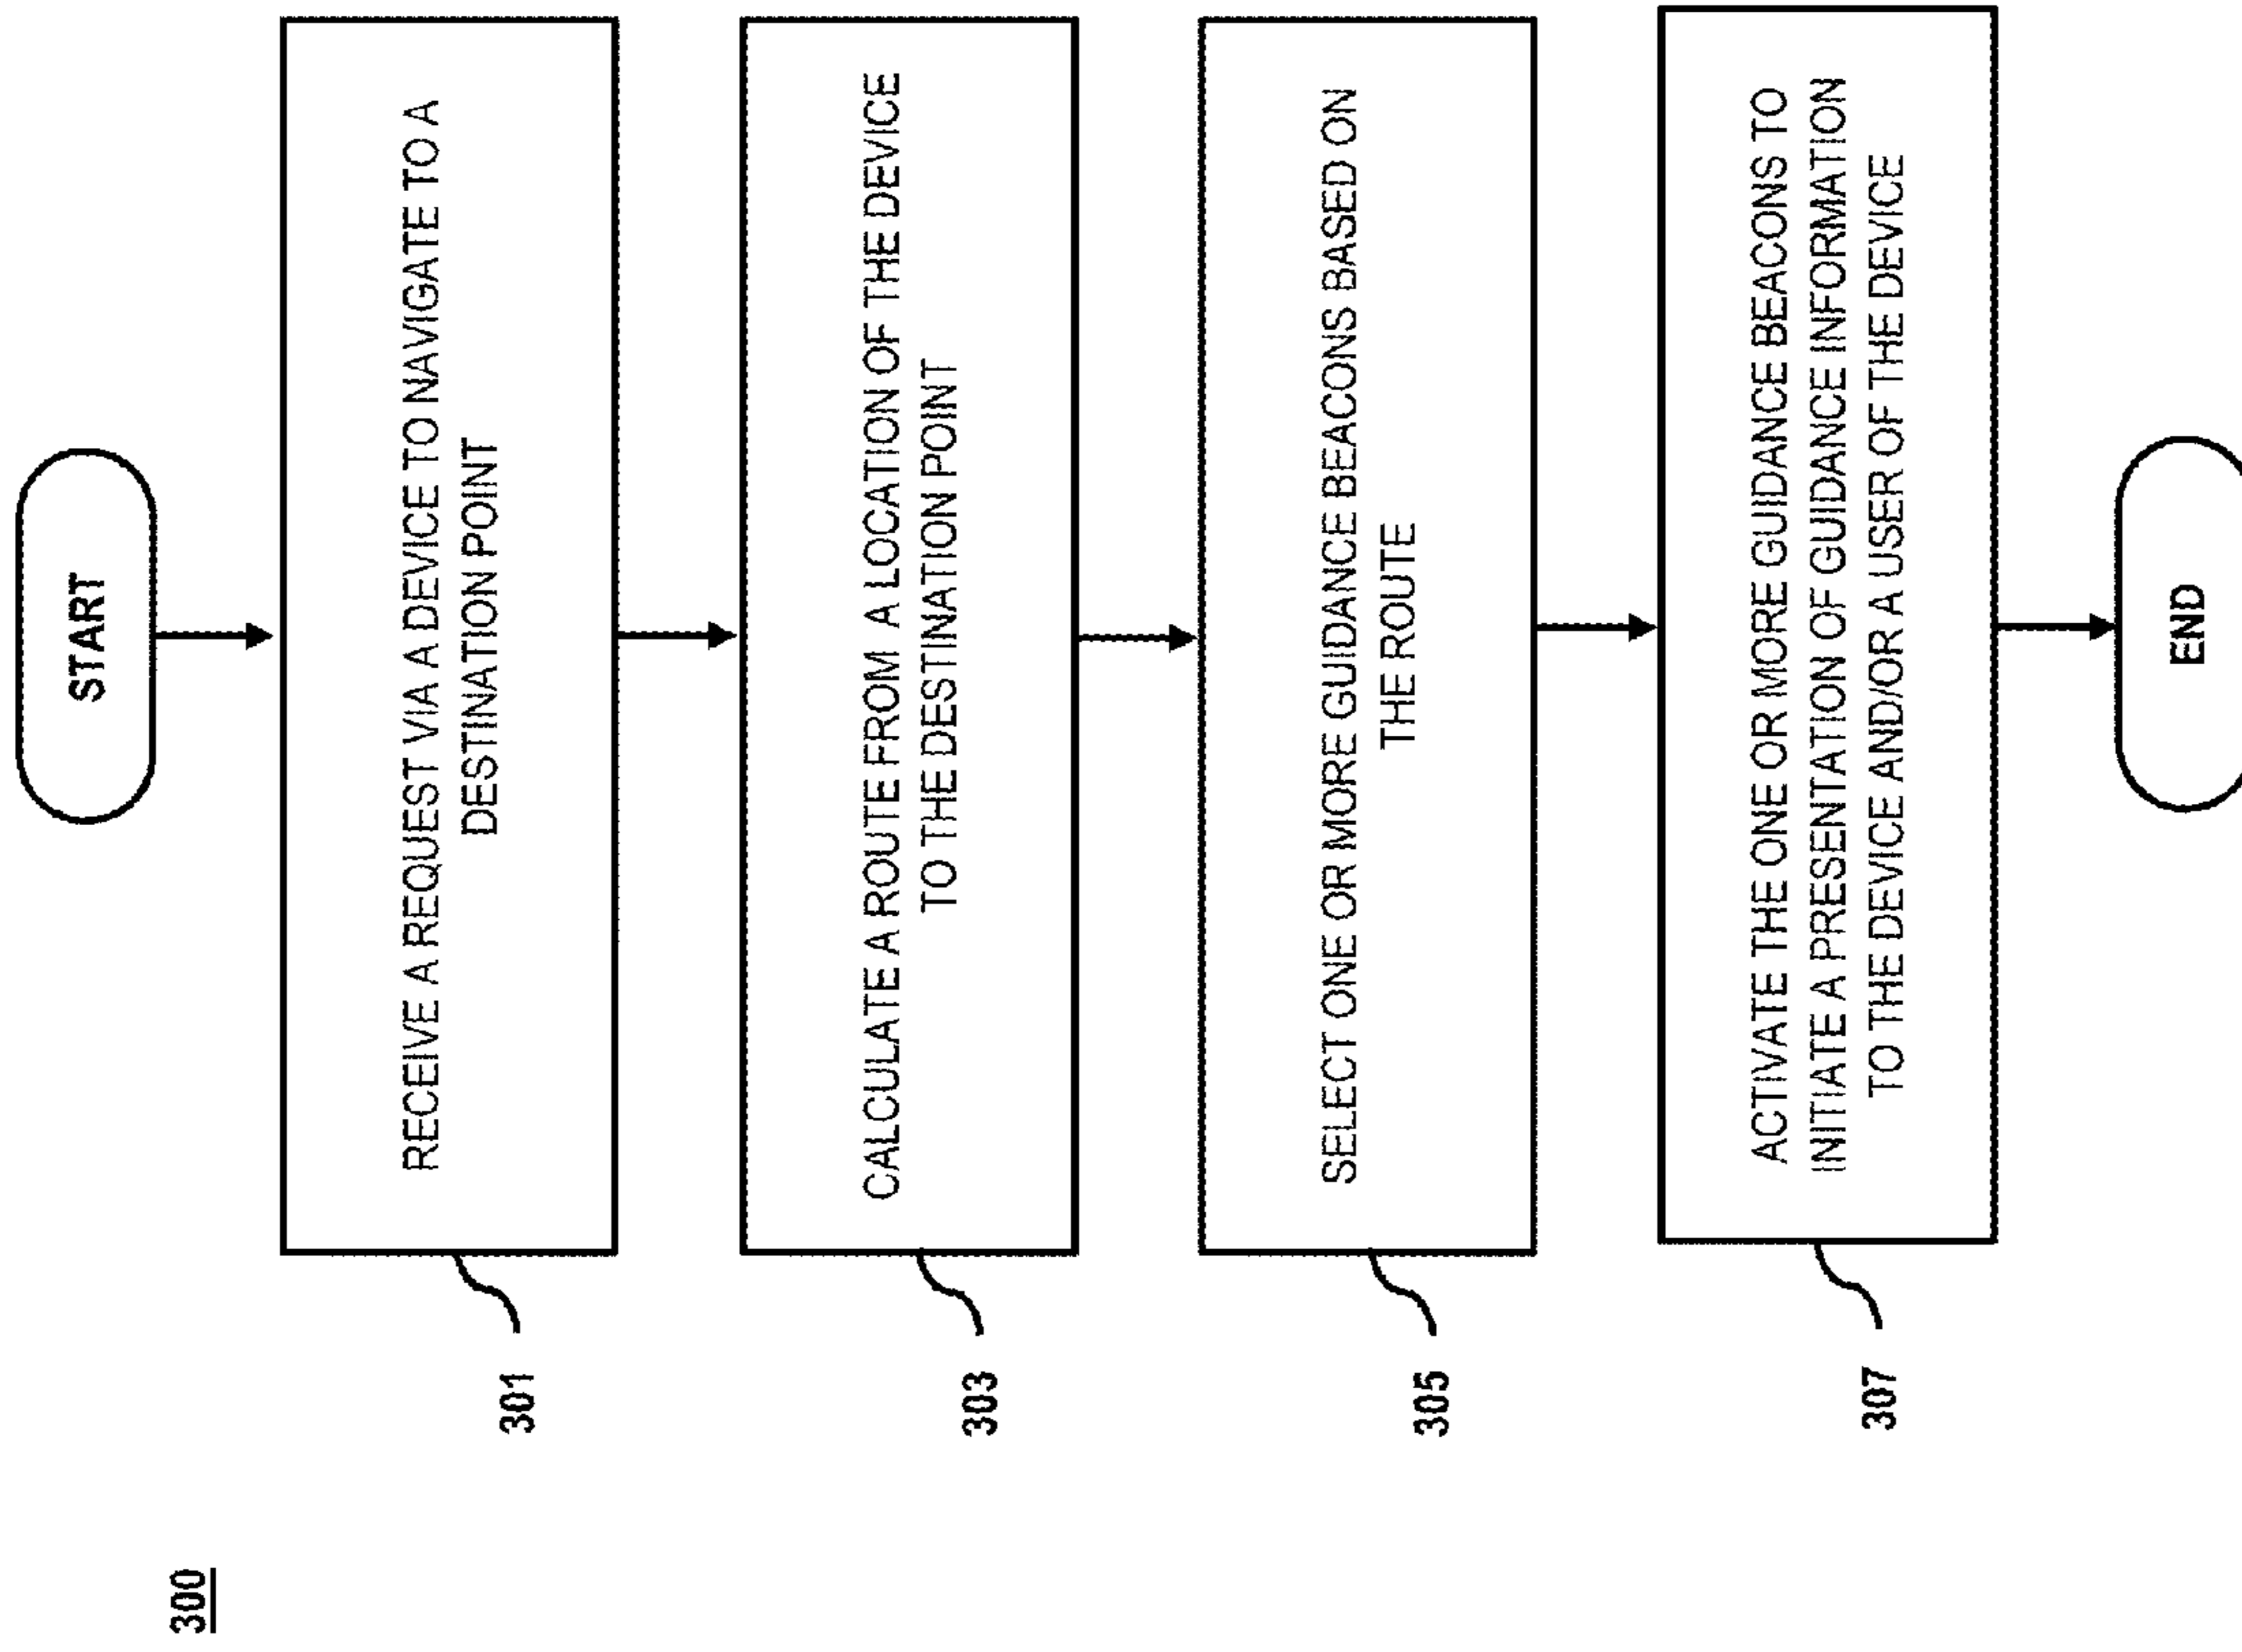 300
START
RECEIVE A REQUEST VIA A DEVICE TO NAVIGATE TO A
DESTINATION POINT
301
CALCULATE A ROUTE FROM A LOCATION OF THE DEVICE
TO THE DESTINATION POINT
303
SELECT ONE OR MORE GUIDANCE BEACONS BASED ON
THE ROUTE
305
ACTIVATE THE ONE OR MORE GUIDANCE BEACONS TO
INITIATE A PRESENTATION OF GUIDANCE INFORMATION
TO THE DEVICE AND/OR A USER OF THE DEVICE
307
END